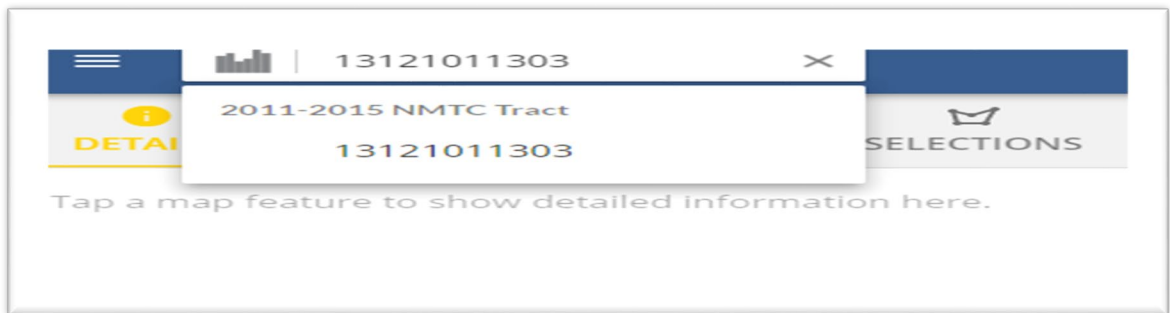 13121011303
2011-2015 NMTC Tract
13121011303
DETAI
SELECTIONS
Tap a map feature to show detailed information here.